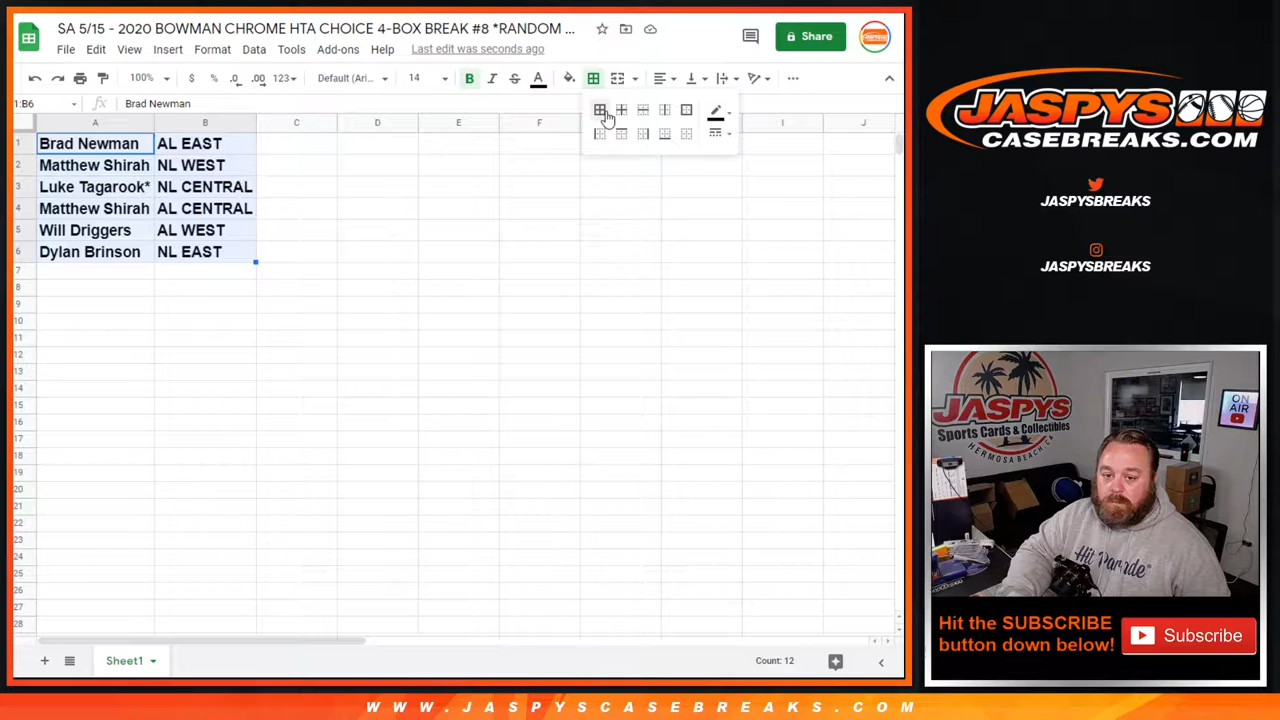 SA 5/15 - 2020 BOWMAN CHROME HTA CHOICE 4-BOX BREAK #8 *RANDOM ...
File Edit View Insert Format Data Tools Add-ons Help Last edit was seconds ago
Share
100% $ % .0 .00 123 Default (Ari... 14 B I S A
1:B6 fx Brad Newman
A B C D E F I J
1 Brad Newman AL EAST
2 Matthew Shirah NL WEST
3 Luke Tagarook* NL CENTRAL
4 Matthew Shirah AL CENTRAL
5 Will Driggers AL WEST
6 Dylan Brinson NL EAST
7
8
9
10
11
12
13
14
15
16
17
18
19
20
21
22
23
24
25
26
27
28
Sheet1 Count: 12
JASPYS
CASEBREAKS.COM
JASPYSBREAKS
JASPYSBREAKS
JASPYS
Sports Cards & Collectibles
HERMOSA BEACH CA
ON
AIR
Hit Parade
Hit the SUBSCRIBE
button down below!
Subscribe
WWW.JASPYSCASEBREAKS.COM